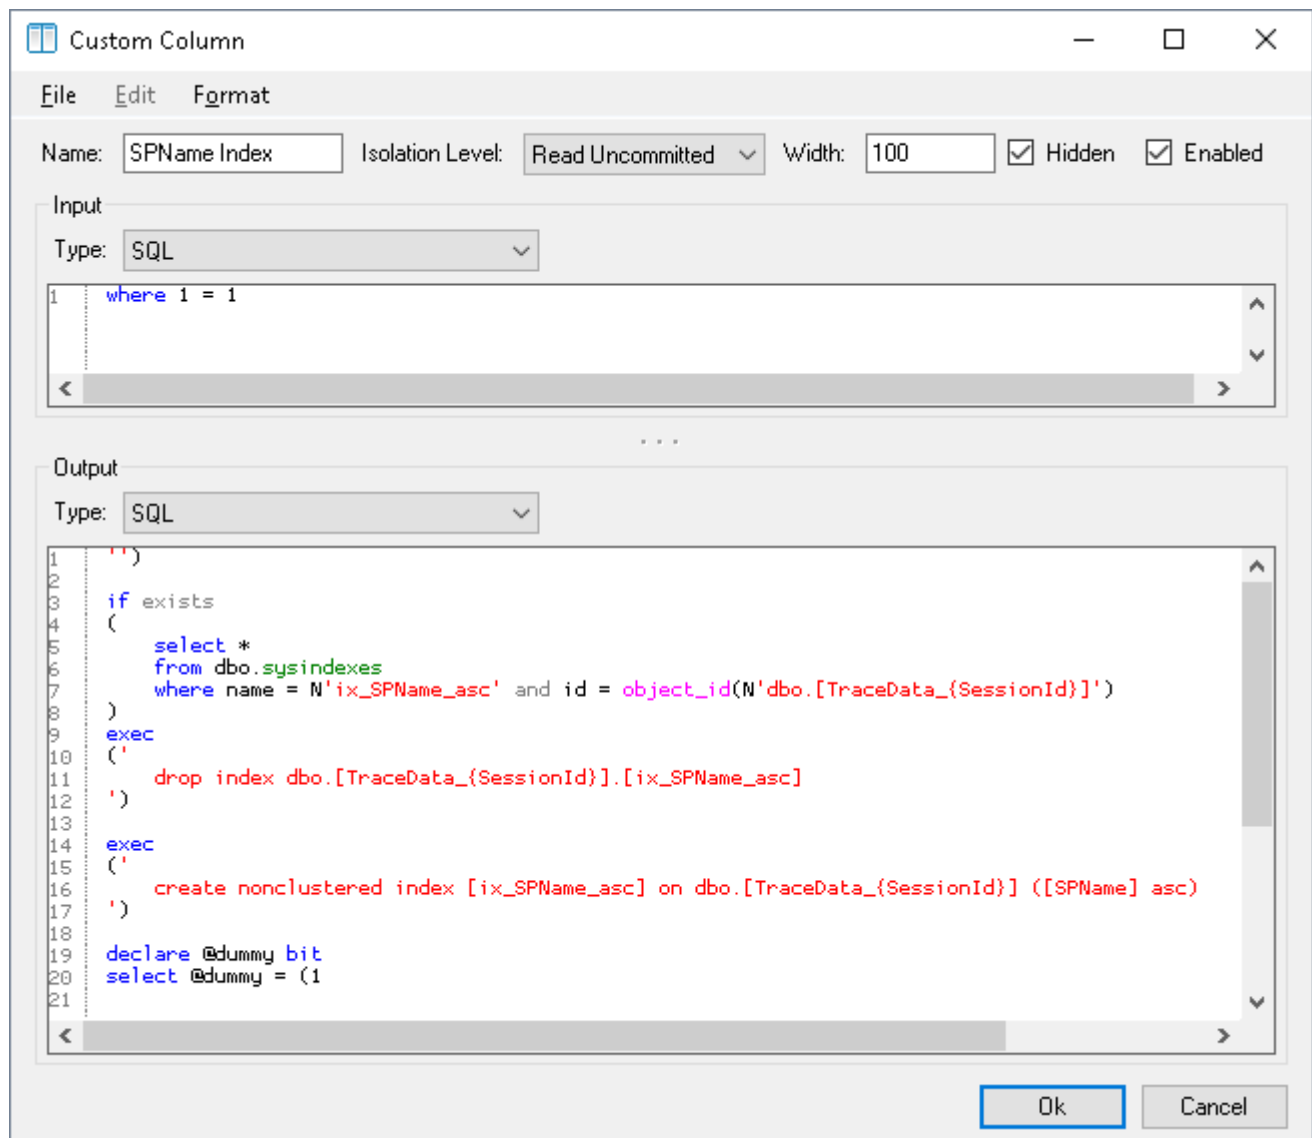 Custom Column
File Edit Format
Name: SPName Index Isolation Level: Read Uncommitted Width: 100 Hidden Enabled
Input
Type: SQL
1 where 1 = 1
Output
Type: SQL
1 '')
2
3 if exists
4 (
5 select *
6 from dbo.sysindexes
7 where name = N'ix_SPName_asc' and id = object_id(N'dbo.[TraceData_{SessionId}]')
8 )
9 exec
10 ('
11 drop index dbo.[TraceData_{SessionId}].[ix_SPName_asc]
12 ')
13
14 exec
15 ('
16 create nonclustered index [ix_SPName_asc] on dbo.[TraceData_{SessionId}] ([SPName] asc)
17 ')
18
19 declare @dummy bit
20 select @dummy = (1
21
Ok Cancel